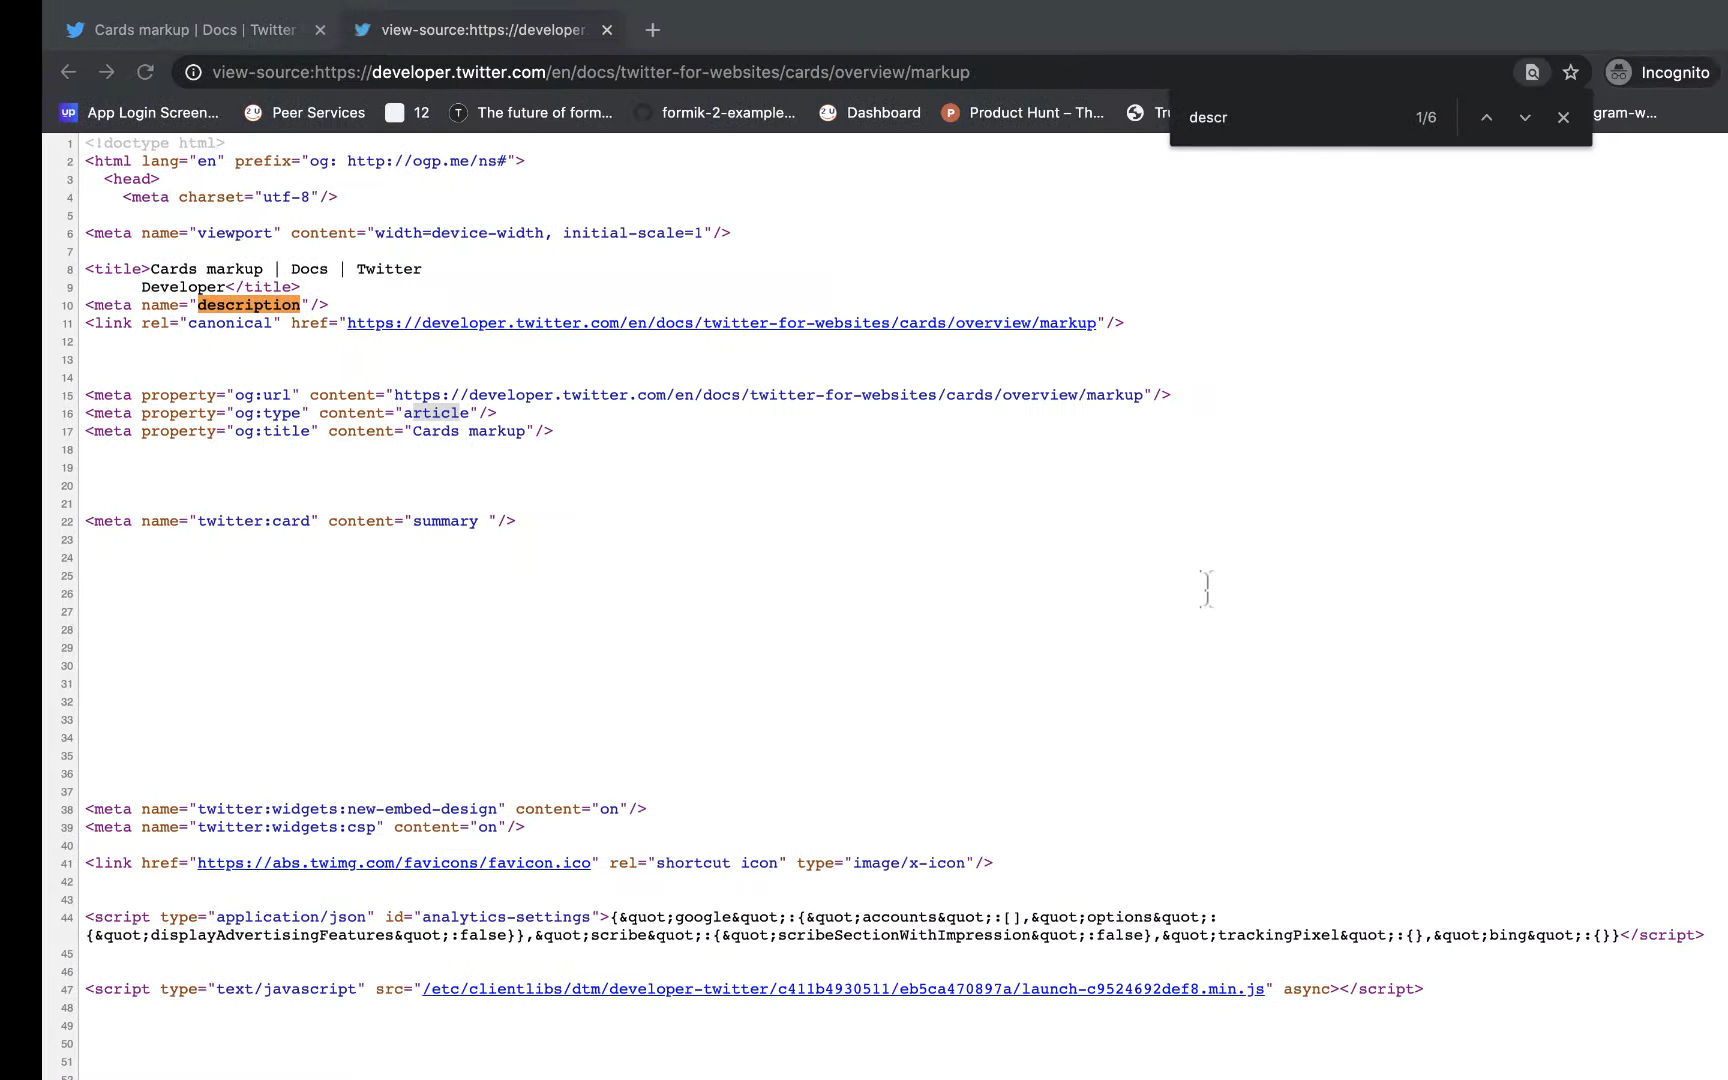 Cards markup | Docs | Twitter
view-source:https://developer.
view-source:https://developer.twitter.com/en/docs/twitter-for-websites/cards/overview/markup
Incognito
up App Login Screen... Peer Services 12 T The future of form... formik-2-example... Dashboard P Product Hunt – Th... Tru gram-w...
descr 1/6
1 <!doctype html>
2 <html lang="en" prefix="og: http://ogp.me/ns#">
3 <head>
4 <meta charset="utf-8"/>
5
6 <meta name="viewport" content="width=device-width, initial-scale=1"/>
7
8 <title>Cards markup | Docs | Twitter
9 Developer</title>
10 <meta name="description"/>
11 <link rel="canonical" href="https://developer.twitter.com/en/docs/twitter-for-websites/cards/overview/markup"/>
12
13
14
15 <meta property="og:url" content="https://developer.twitter.com/en/docs/twitter-for-websites/cards/overview/markup"/>
16 <meta property="og:type" content="article"/>
17 <meta property="og:title" content="Cards markup"/>
18
19
20
21
22 <meta name="twitter:card" content="summary "/>
23
24
25
26
27
28
29
30
31
32
33
34
35
36
37
38 <meta name="twitter:widgets:new-embed-design" content="on"/>
39 <meta name="twitter:widgets:csp" content="on"/>
40
41 <link href="https://abs.twimg.com/favicons/favicon.ico" rel="shortcut icon" type="image/x-icon"/>
42
43
44 <script type="application/json" id="analytics-settings">{&quot;google&quot;:{&quot;accounts&quot;:[],&quot;options&quot;:
{&quot;displayAdvertisingFeatures&quot;:false}},&quot;scribe&quot;:{&quot;scribeSectionWithImpression&quot;:false},&quot;trackingPixel&quot;:{},&quot;bing&quot;:{}}</script>
45
46
47 <script type="text/javascript" src="/etc/clientlibs/dtm/developer-twitter/c411b4930511/eb5ca470897a/launch-c9524692def8.min.js" async></script>
48
49
50
51